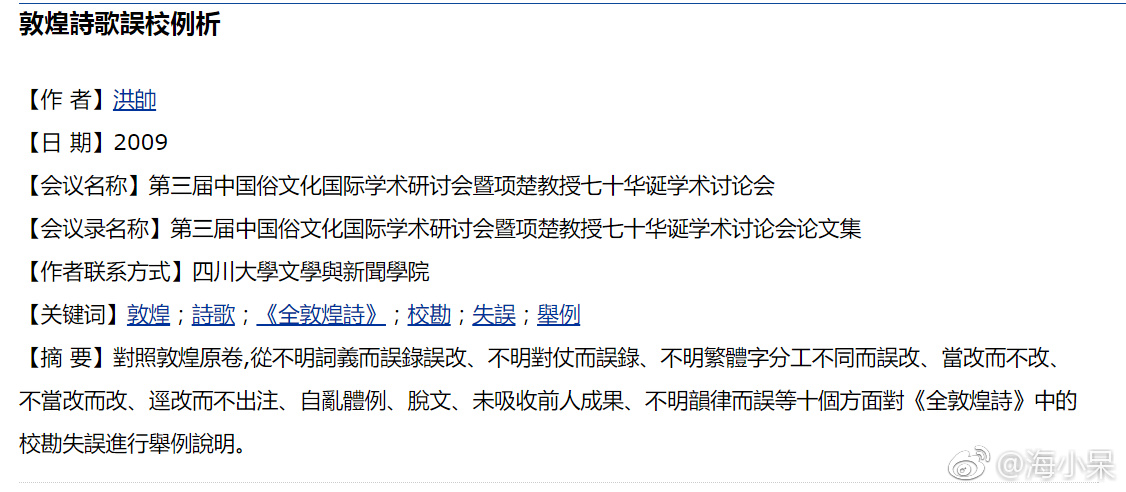 敦煌詩歌誤校例析
【作 者】洪帥
【日 期】2009
【会议名称】第三届中国俗文化国际学术研讨会暨项楚教授七十华诞学术讨论会
【会议录名称】第三届中国俗文化国际学术研讨会暨项楚教授七十华诞学术讨论会论文集
【作者联系方式】四川大學文學與新聞學院
【关键词】敦煌；詩歌；《全敦煌詩》；校勘；失誤；舉例
【摘 要】對照敦煌原卷,從不明詞義而誤錄誤改、不明對仗而誤錄、不明繁體字分工不同而誤改、當改而不改、
不當改而改、逕改而不出注、自亂體例、脫文、未吸收前人成果、不明韻律而誤等十個方面對《全敦煌詩》中的
校勘失誤進行舉例說明。
@海小呆